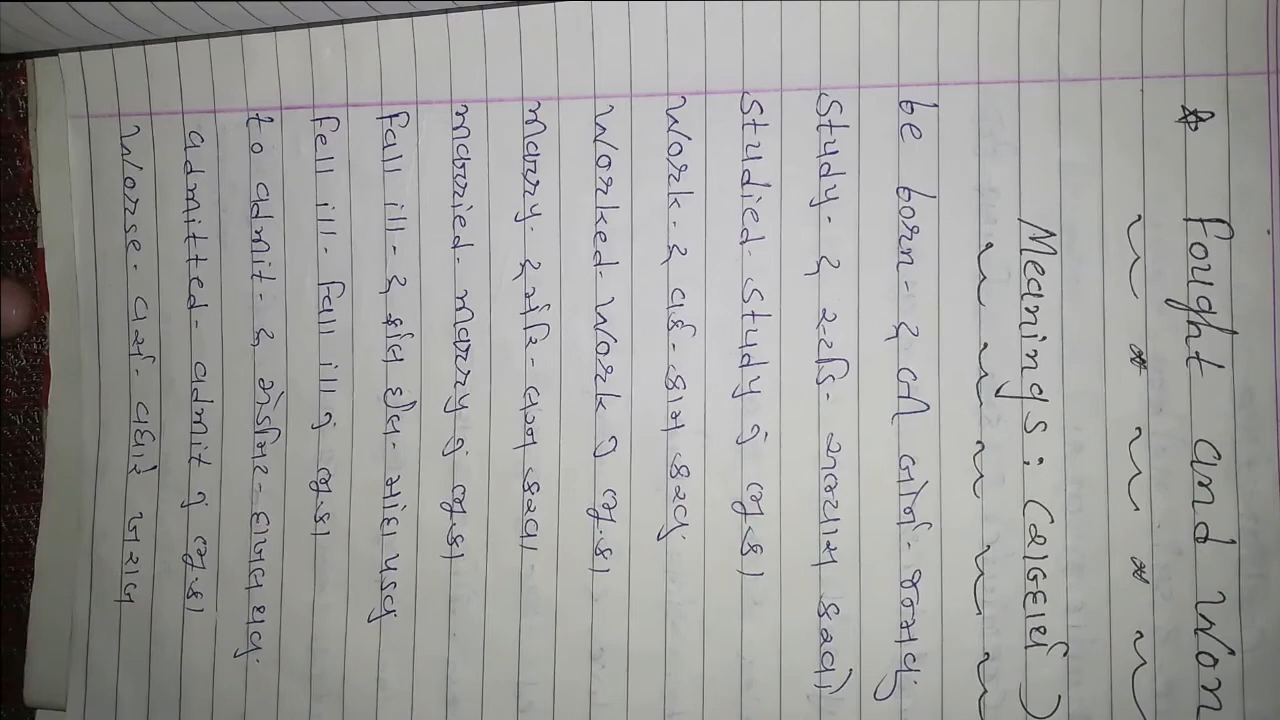 ☆ Fought and Won
Meanings : (શબ્દાર્થ)
be born - ટુ બી બોર્ન - જન્મવું
study - ટુ સ્ટડિ - અભ્યાસ કરવો
studied - study નું ભૂ.કા
work - ટુ વર્ક - કામ કરવું
worked - work નું ભૂ.કા
marry - ટુ મેરિ - લગ્ન કરવા
married - marry નું ભૂ.કા
fall ill - ટુ ફોલ ઈલ - માંદા પડવું
fell ill - fall ill નું ભૂ.કા
to admit - ટુ એડમિટ - દાખલ થવું
admitted - admit નું ભૂ.કા
worse - વર્સ - વધારે ખરાબ